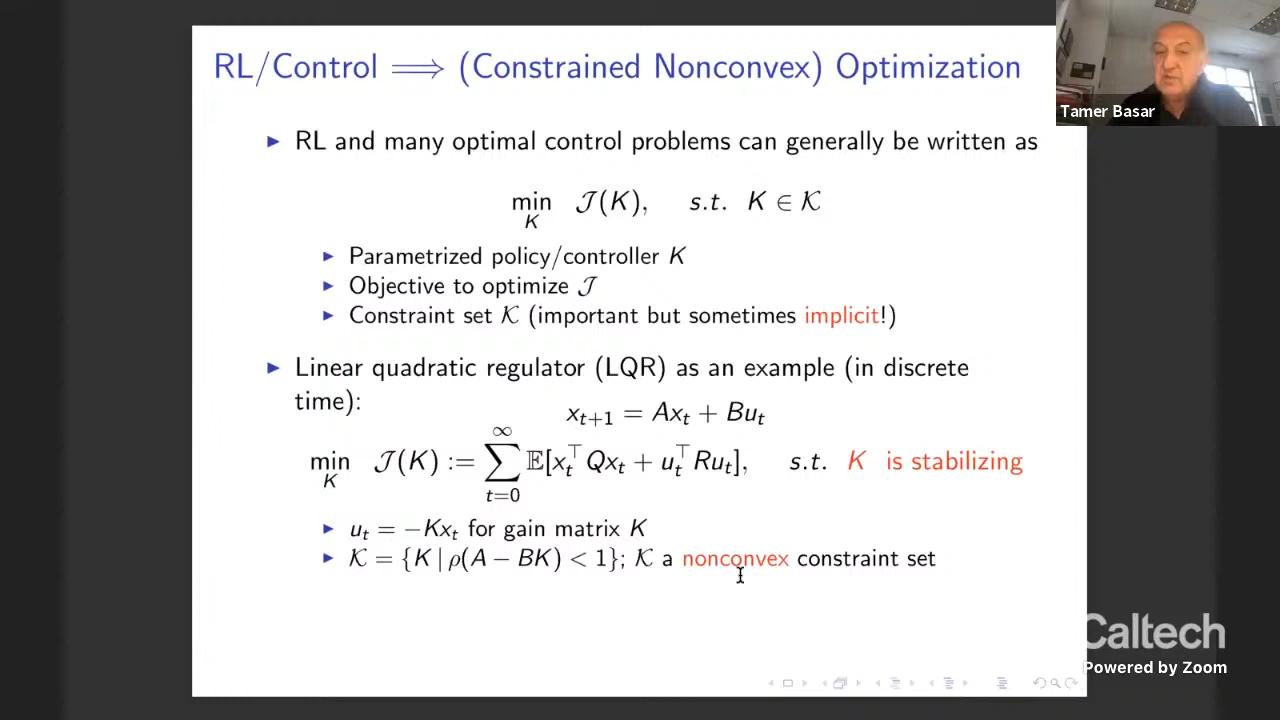 RL/Control ⟹ (Constrained Nonconvex) Optimization
Tamer Basar
▶ RL and many optimal control problems can generally be written as
min_K 𝒥(K), s.t. K ∈ 𝒦
▶ Parametrized policy/controller K
▶ Objective to optimize 𝒥
▶ Constraint set 𝒦 (important but sometimes implicit!)
▶ Linear quadratic regulator (LQR) as an example (in discrete
time):
x_{t+1} = Ax_t + Bu_t
min_K 𝒥(K) := ∑_{t=0}^{∞} 𝔼[x_t^⊤ Qx_t + u_t^⊤ Ru_t], s.t. K is stabilizing
▶ u_t = −Kx_t for gain matrix K
▶ 𝒦 = {K | ρ(A − BK) < 1}; 𝒦 a nonconvex constraint set
Caltech
Powered by Zoom